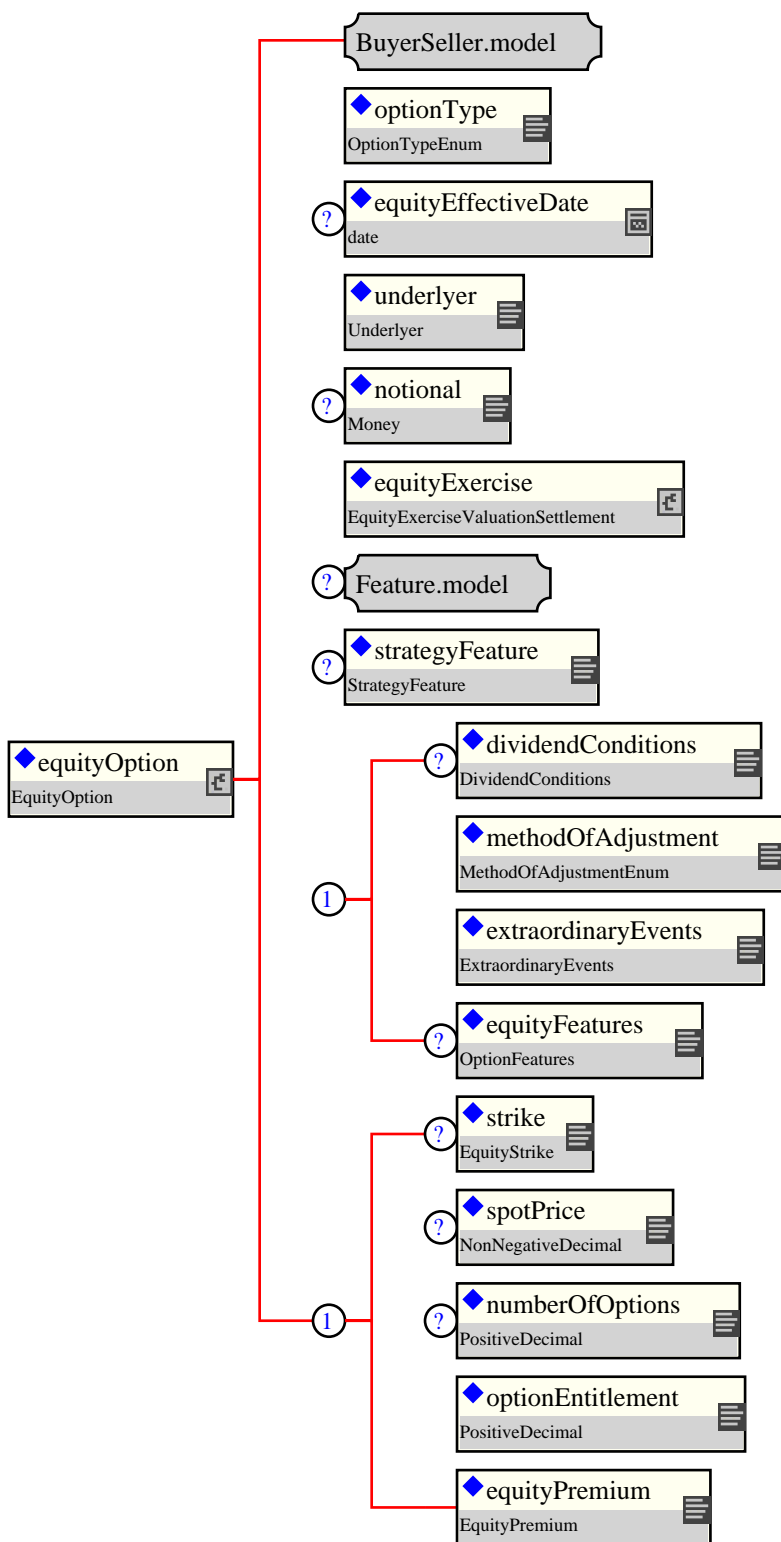 BuyerSeller.model
optionType
OptionTypeEnum
?
equityEffectiveDate
date
underlyer
Underlyer
?
notional
Money
equityExercise
EquityExerciseValuationSettlement
?
Feature.model
?
strategyFeature
StrategyFeature
equityOption
EquityOption
1
?
dividendConditions
DividendConditions
methodOfAdjustment
MethodOfAdjustmentEnum
extraordinaryEvents
ExtraordinaryEvents
?
equityFeatures
OptionFeatures
1
?
strike
EquityStrike
?
spotPrice
NonNegativeDecimal
?
numberOfOptions
PositiveDecimal
optionEntitlement
PositiveDecimal
equityPremium
EquityPremium